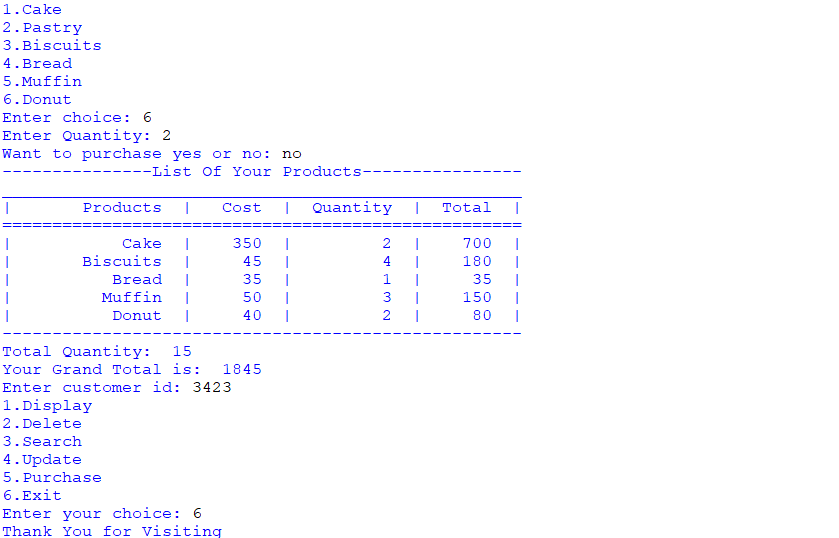 1.Cake
2.Pastry
3.Biscuits
4.Bread
5.Muffin
6.Donut
Enter choice: 6
Enter Quantity: 2
Want to purchase yes or no: no
---------------List Of Your Products----------------
____________________________________________________
|       Products  |   Cost  |  Quantity  |  Total  |
====================================================
|           Cake  |    350  |         2  |    700  |
|       Biscuits  |     45  |         4  |    180  |
|          Bread  |     35  |         1  |     35  |
|         Muffin  |     50  |         3  |    150  |
|          Donut  |     40  |         2  |     80  |
----------------------------------------------------
Total Quantity:  15
Your Grand Total is:  1845
Enter customer id: 3423
1.Display
2.Delete
3.Search
4.Update
5.Purchase
6.Exit
Enter your choice: 6
Thank You for Visiting